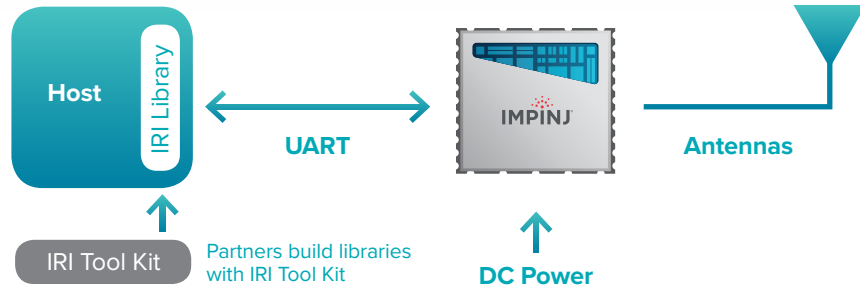 Host
IRI Library
UART
IMPINJ
Antennas
IRI Tool Kit
Partners build libraries
with IRI Tool Kit
DC Power